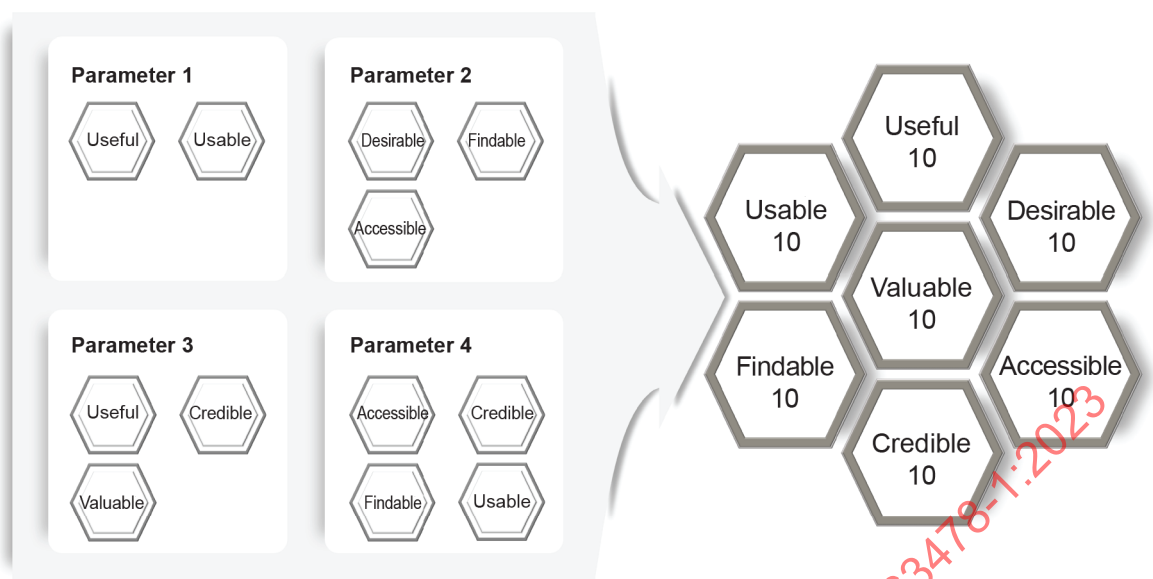 Parameter 1
Useful
Usable
Parameter 2
Desirable
Findable
Accessible
Parameter 3
Useful
Credible
Valuable
Parameter 4
Accessible
Credible
Findable
Usable
Useful
10
Usable
10
Desirable
10
Valuable
10
Findable
10
Accessible
10
Credible
10
3478-1:2023